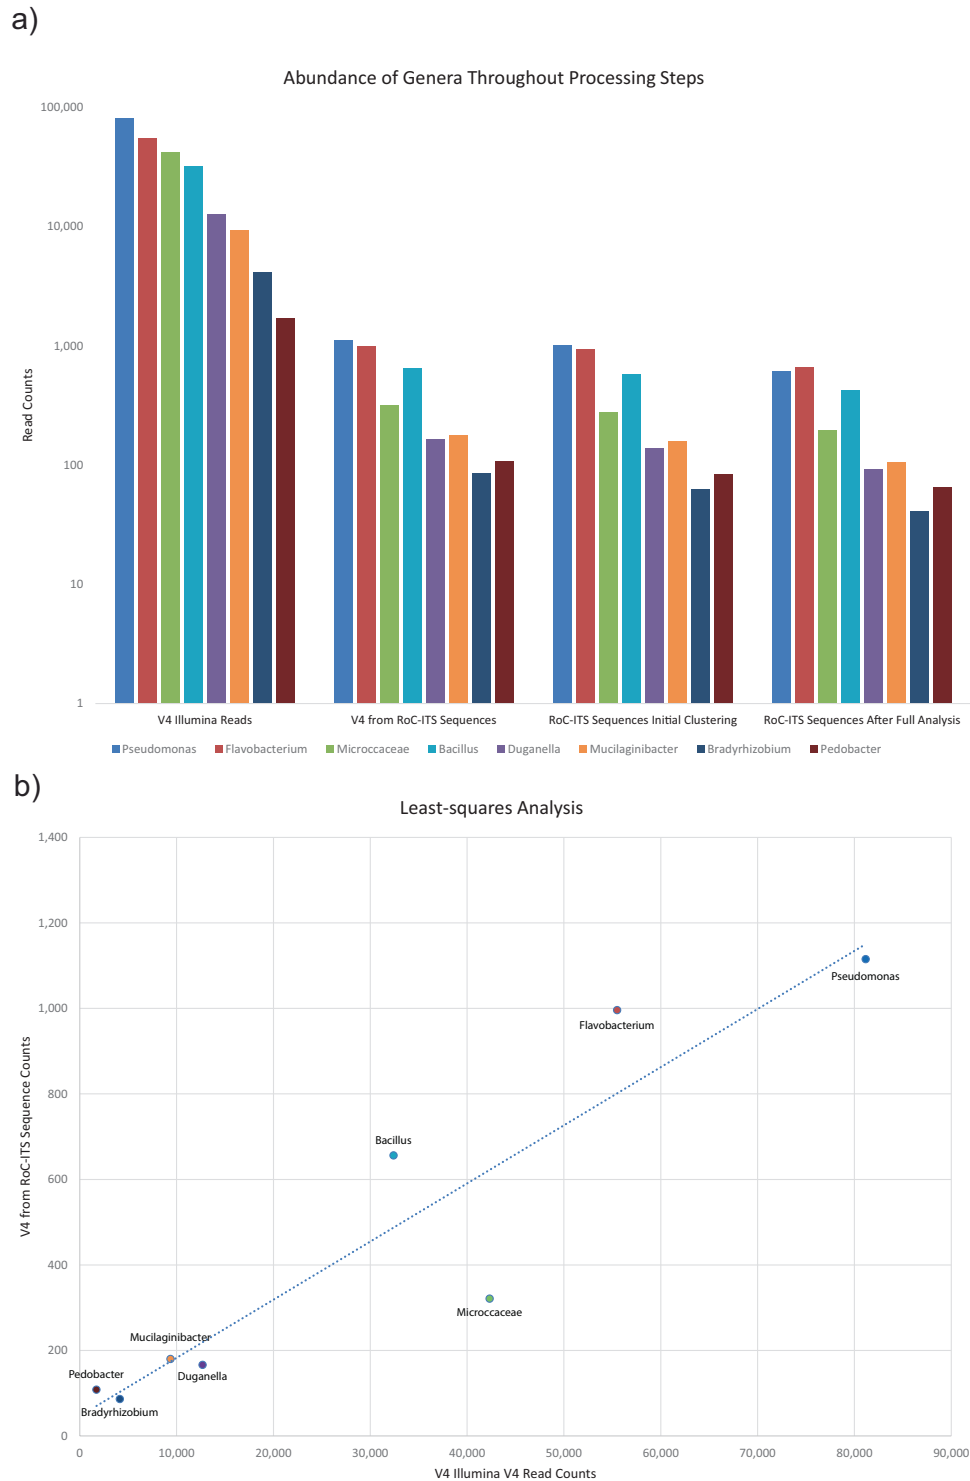 a)
Abundance of Genera Throughout Processing Steps
100,000
10,000
1,000
100
10
1
Read Counts
V4 Illumina Reads
V4 from RoC-ITS Sequences
RoC-ITS Sequences Initial Clustering
RoC-ITS Sequences After Full Analysis
Pseudomonas
Flavobacterium
Microccaceae
Bacillus
Duganella
Mucilaginibacter
Bradyrhizobium
Pedobacter
b)
Least-squares Analysis
1,400
1,200
1,000
800
600
400
200
0
V4 from RoC-ITS Sequence Counts
Pseudomonas
Flavobacterium
Bacillus
Microccaceae
Mucilaginibacter
Duganella
Pedobacter
Bradyrhizobium
0
10,000
20,000
30,000
40,000
50,000
60,000
70,000
80,000
90,000
V4 Illumina V4 Read Counts